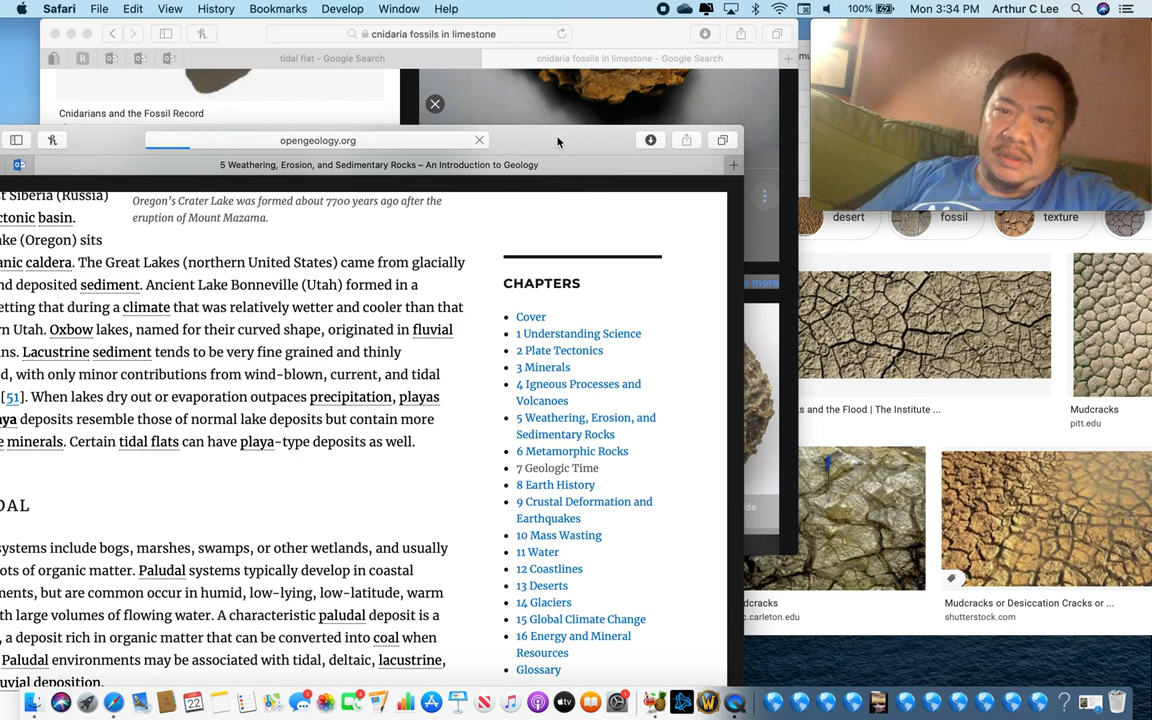 Safari File Edit View History Bookmarks Develop Window Help 100% Mon 3:34 PM Arthur C Lee
cnidaria fossils in limestone
tidal flat - Google Search
cnidaria fossils in limestone - Google Search
Cnidarians and the Fossil Record
opengeology.org
5 Weathering, Erosion, and Sedimentary Rocks – An Introduction to Geology
st Siberia (Russia)
ctonic basin.
ake (Oregon) sits
anic caldera. The Great Lakes (northern United States) came from glacially
nd deposited sediment. Ancient Lake Bonneville (Utah) formed in a
etting that during a climate that was relatively wetter and cooler than that
rn Utah. Oxbow lakes, named for their curved shape, originated in fluvial
ns. Lacustrine sediment tends to be very fine grained and thinly
d, with only minor contributions from wind-blown, current, and tidal
[51]. When lakes dry out or evaporation outpaces precipitation, playas
ya deposits resemble those of normal lake deposits but contain more
e minerals. Certain tidal flats can have playa-type deposits as well.
Oregon's Crater Lake was formed about 7700 years ago after the
eruption of Mount Mazama.
DAL
systems include bogs, marshes, swamps, or other wetlands, and usually
ots of organic matter. Paludal systems typically develop in coastal
ments, but are common occur in humid, low-lying, low-latitude, warm
th large volumes of flowing water. A characteristic paludal deposit is a
, a deposit rich in organic matter that can be converted into coal when
Paludal environments may be associated with tidal, deltaic, lacustrine,
uvial deposition.
CHAPTERS
Cover
1 Understanding Science
2 Plate Tectonics
3 Minerals
4 Igneous Processes and
Volcanoes
5 Weathering, Erosion, and
Sedimentary Rocks
6 Metamorphic Rocks
7 Geologic Time
8 Earth History
9 Crustal Deformation and
Earthquakes
10 Mass Wasting
11 Water
12 Coastlines
13 Deserts
14 Glaciers
15 Global Climate Change
16 Energy and Mineral
Resources
Glossary
e more
ide
mu
desert
fossil
texture
s and the Flood | The Institute ...
Mudcracks
pitt.edu
dcracks
c.carleton.edu
Mudcracks or Desiccation Cracks or ...
shutterstock.com
22